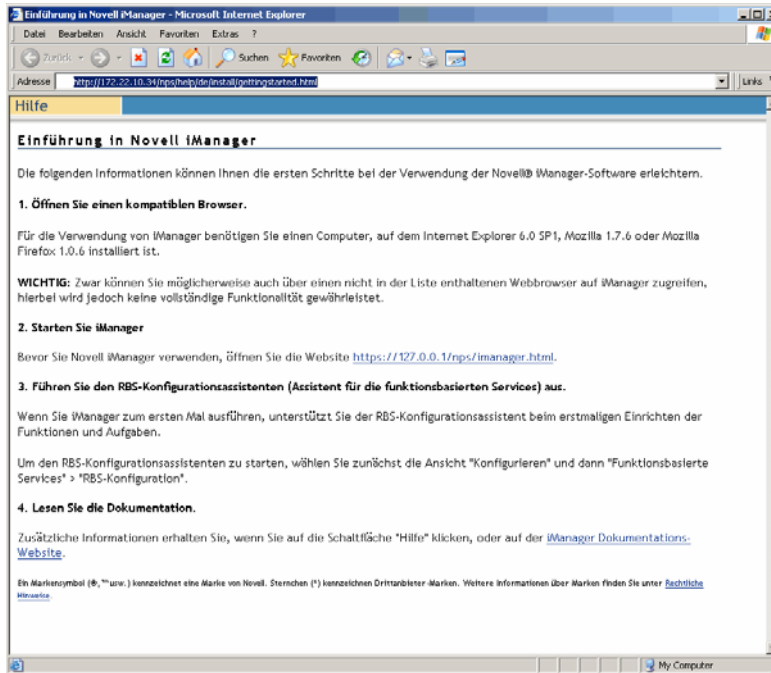 Einführung in Novell iManager - Microsoft Internet Explorer
Datei Bearbeiten Ansicht Favoriten Extras ?
Zurück Suchen Favoriten
Adresse http://172.22.10.34/nps/help/de/install/gettingstarted.html Links
Hilfe
Einführung in Novell iManager
Die folgenden Informationen können Ihnen die ersten Schritte bei der Verwendung der Novell® iManager-Software erleichtern.
1. Öffnen Sie einen kompatiblen Browser.
Für die Verwendung von iManager benötigen Sie einen Computer, auf dem Internet Explorer 6.0 SP1, Mozilla 1.7.6 oder Mozilla
Firefox 1.0.6 installiert ist.
WICHTIG: Zwar können Sie möglicherweise auch über einen nicht in der Liste enthaltenen Webbrowser auf iManager zugreifen,
hierbei wird jedoch keine vollständige Funktionalität gewährleistet.
2. Starten Sie iManager
Bevor Sie Novell iManager verwenden, öffnen Sie die Website https://127.0.0.1/nps/imanager.html.
3. Führen Sie den RBS-Konfigurationsassistenten (Assistent für die funktionsbasierten Services) aus.
Wenn Sie iManager zum ersten Mal ausführen, unterstützt Sie der RBS-Konfigurationsassistent beim erstmaligen Einrichten der
Funktionen und Aufgaben.
Um den RBS-Konfigurationsassistenten zu starten, wählen Sie zunächst die Ansicht "Konfigurieren" und dann "Funktionsbasierte
Services" > "RBS-Konfiguration".
4. Lesen Sie die Dokumentation.
Zusätzliche Informationen erhalten Sie, wenn Sie auf die Schaltfläche "Hilfe" klicken, oder auf der iManager Dokumentations-
Website.
Ein Markensymbol (®, ™ usw.) kennzeichnet eine Marke von Novell. Sternchen (*) kennzeichnen Drittanbieter-Marken. Weitere Informationen über Marken finden Sie unter Rechtliche
Hinweise.
My Computer